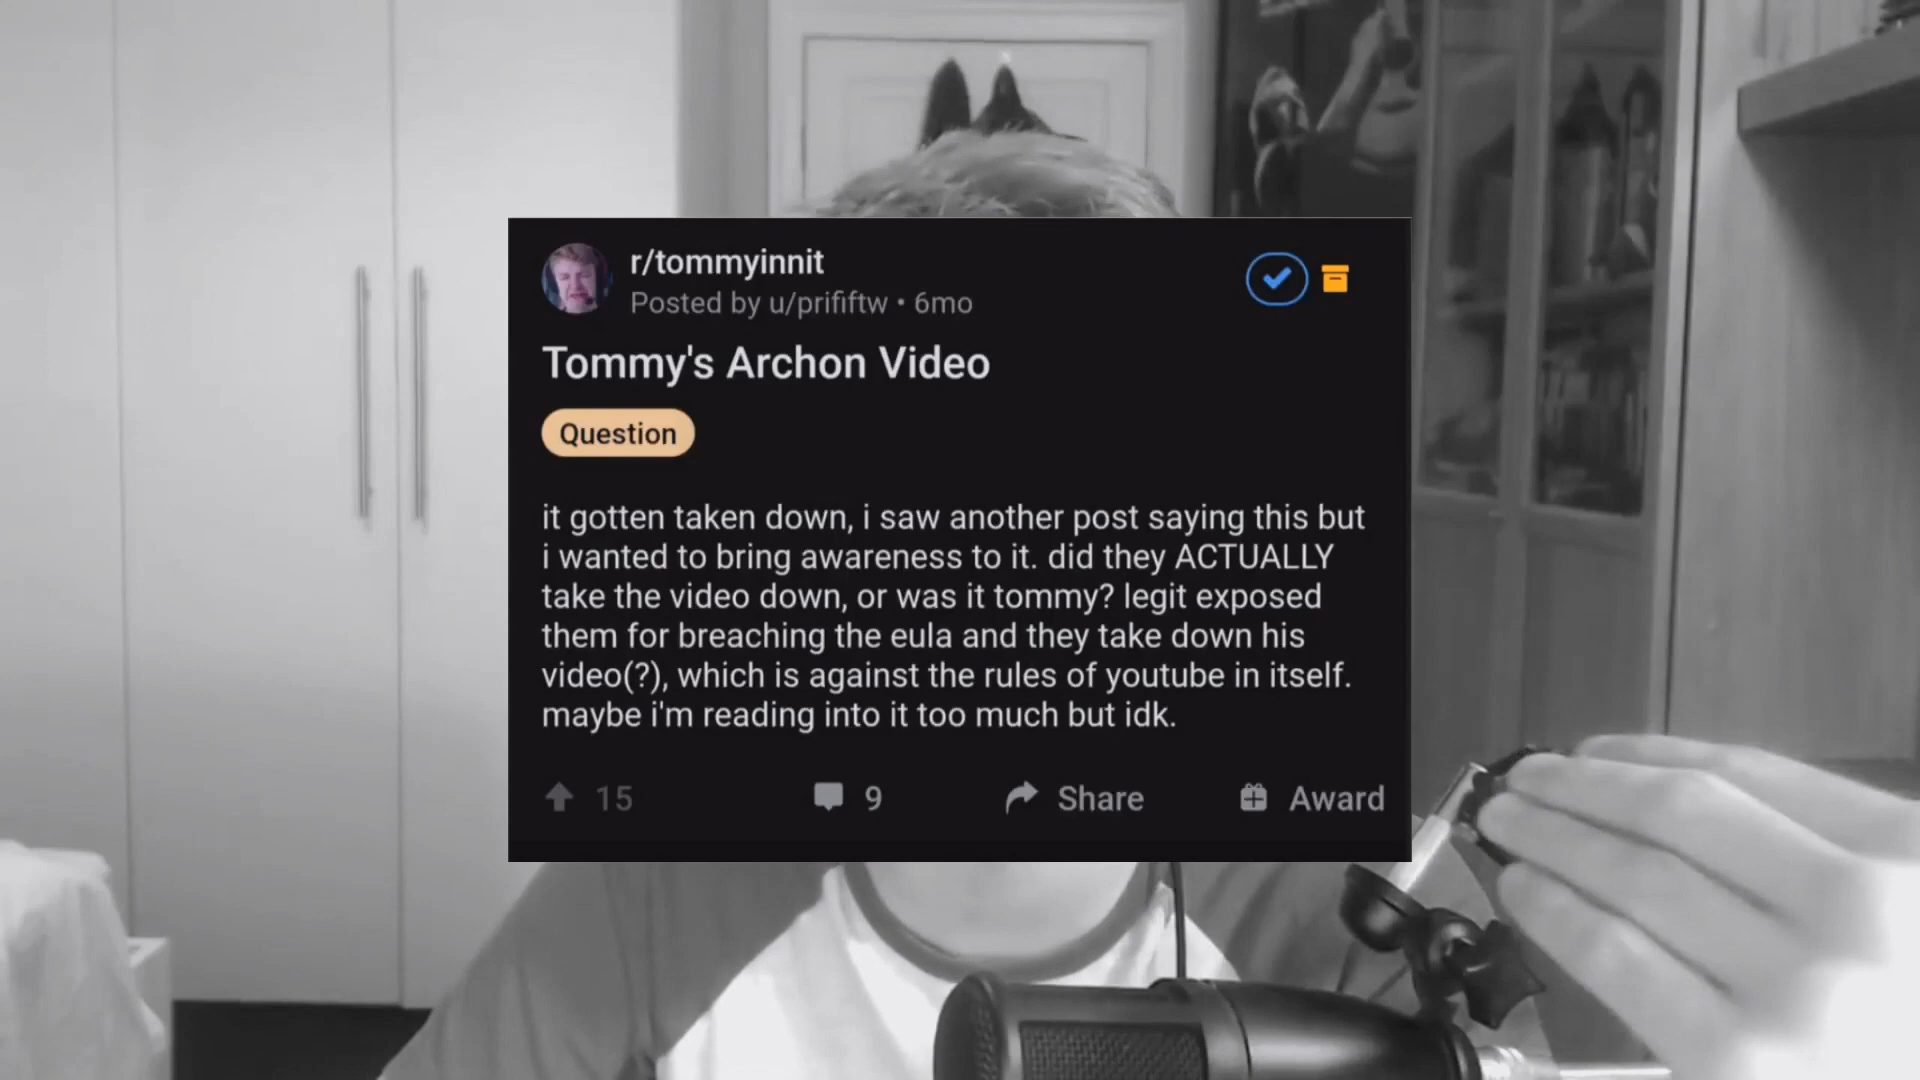 r/tommyinnit
Posted by u/prififtw • 6mo
Tommy's Archon Video
Question
it gotten taken down, i saw another post saying this but
i wanted to bring awareness to it. did they ACTUALLY
take the video down, or was it tommy? legit exposed
them for breaching the eula and they take down his
video(?), which is against the rules of youtube in itself.
maybe i'm reading into it too much but idk.
15 9 Share Award